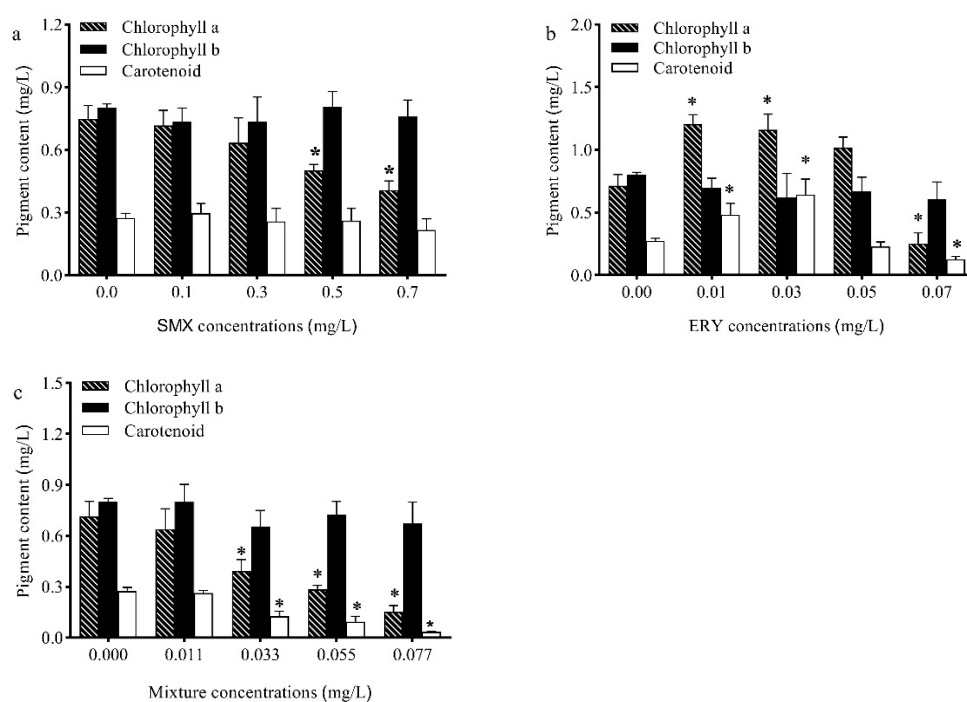 a
Chlorophyll a
Chlorophyll b
Carotenoid
Pigment content (mg/L)
1.2
0.9
0.6
0.3
0.0
* *
0.0 0.1 0.3 0.5 0.7
SMX concentrations (mg/L)
b
Chlorophyll a
Chlorophyll b
Carotenoid
Pigment content (mg/L)
2.0
1.5
1.0
0.5
0.0
* * * * * *
0.00 0.01 0.03 0.05 0.07
ERY concentrations (mg/L)
c
Chlorophyll a
Chlorophyll b
Carotenoid
Pigment content (mg/L)
1.5
1.2
0.9
0.6
0.3
0.0
* * * * * *
0.000 0.011 0.033 0.055 0.077
Mixture concentrations (mg/L)